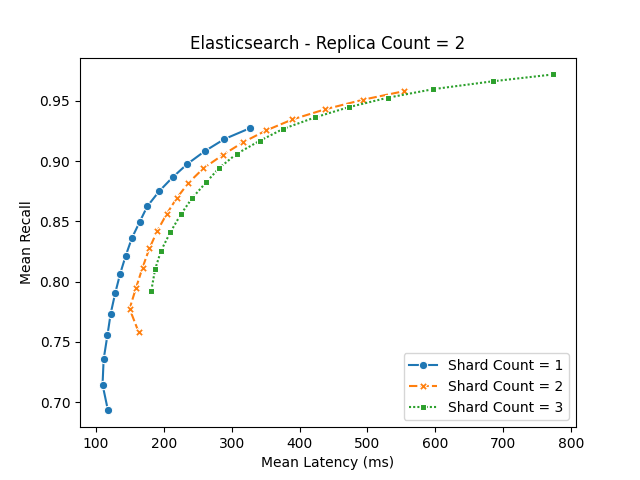 Elasticsearch - Replica Count = 2
Mean Recall
0.95
0.90
0.85
0.80
0.75
0.70
100 200 300 400 500 600 700 800
Mean Latency (ms)
Shard Count = 1
Shard Count = 2
Shard Count = 3